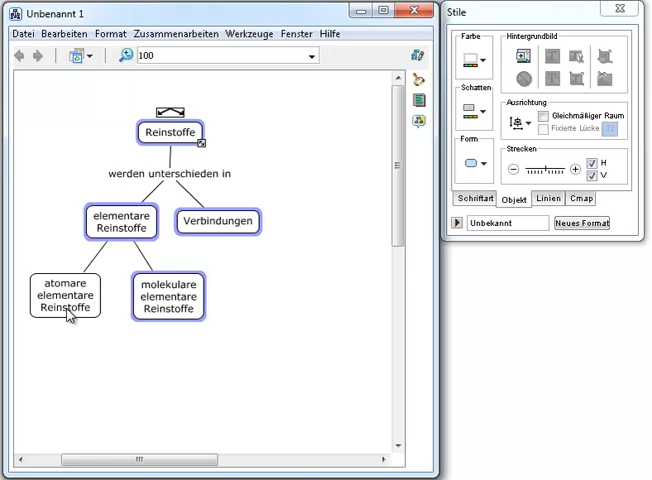 Unbenannt 1
Datei Bearbeiten Format Zusammenarbeiten Werkzeuge Fenster Hilfe
100
Reinstoffe
werden unterschieden in
elementare
Reinstoffe
Verbindungen
atomare
elementare
Reinstoffe
molekulare
elementare
Reinstoffe
Stile
Farbe
Hintergrundbild
Schatten
Ausrichtung
Gleichmäßiger Raum
Fixierte Lücke
Form
Strecken
H
V
Schriftart Objekt Linien Cmap
Unbekannt Neues Format